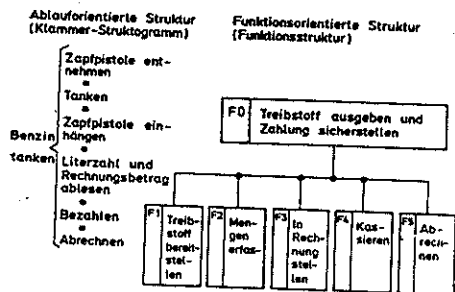 Ablauforientierte Struktur
(Klammer-Struktogramm)
Funktionsorientierte Struktur
(Funktionsstruktur)
Benzin
tanken
Zapfpistole ent-
nehmen
Tanken
Zapfpistole ein-
hängen
Literzahl und
Rechnungsbetrag
ablesen
Bezahlen
Abrechnen
F0
Treibstoff ausgeben und
Zahlung sicherstellen
F1
Treib-
stoff
bereit-
stel-
len
F2
Men-
gen
erfas-
F3
In
Rech-
nung
stel-
len
F4
Kas-
sieren
F5
Ab-
rech-
nen